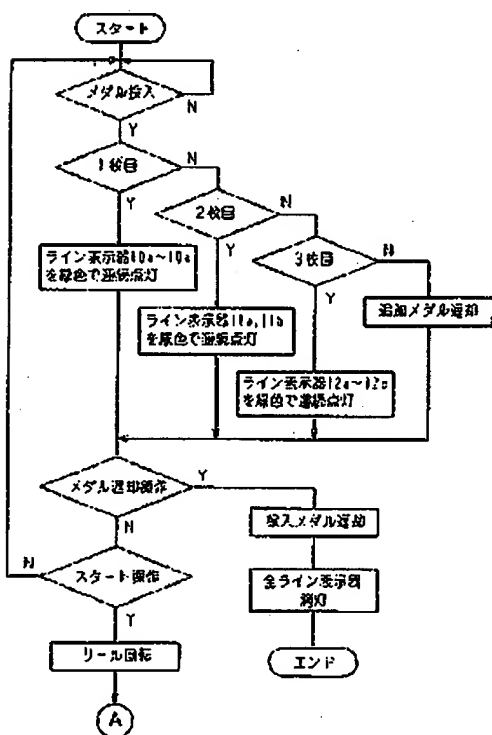 スタート
メダル投入
N
Y
1枚目
N
Y
2枚目
N
Y
3枚目
N
Y
ライン表示器10a~10a
を緑色で連続点灯
ライン表示器11a,11b
を緑色で連続点灯
追加メダル返却
ライン表示器12a~12b
を緑色で連続点灯
メダル返却操作
Y
N
投入メダル返却
N
スタート操作
全ライン表示器
消灯
Y
リール回転
エンド
A